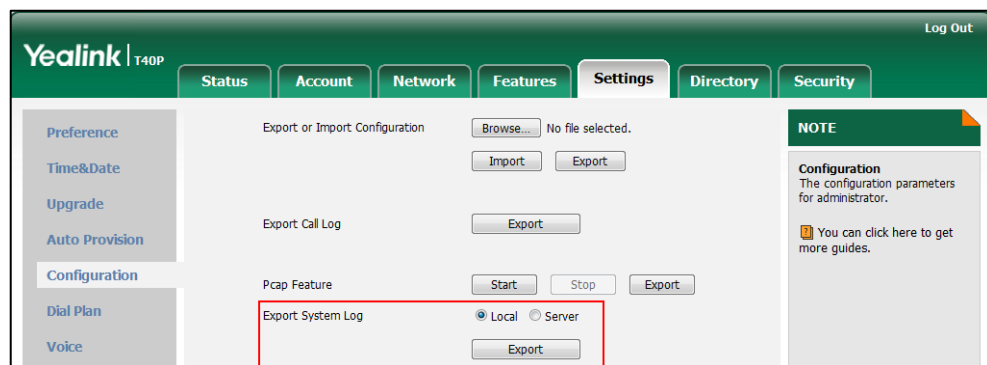 Log Out
Yealink | T40P
Status Account Network Features Settings Directory Security
Preference
Time&Date
Upgrade
Auto Provision
Configuration
Dial Plan
Voice
Export or Import Configuration Browse... No file selected.
Import Export
Export Call Log Export
Pcap Feature Start Stop Export
Export System Log Local Server
Export
NOTE
Configuration
The configuration parameters
for administrator.
You can click here to get
more guides.